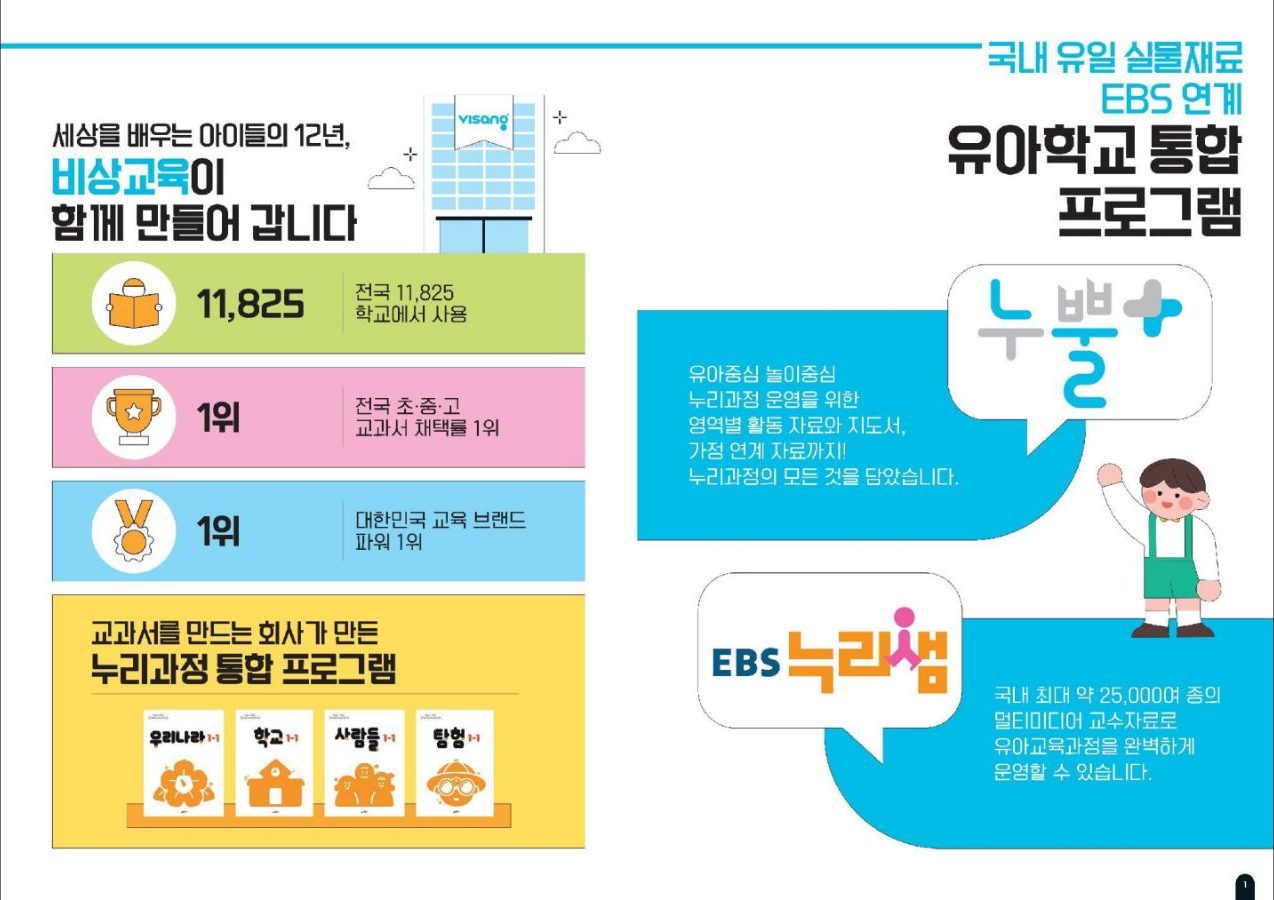 세상을 배우는 아이들의 12년,
비상교육이
함께 만들어 갑니다
visang
11,825
전국 11,825
학교에서 사용
1위
전국 초·중·고
교과서 채택률 1위
1위
대한민국 교육 브랜드
파워 1위
교과서를 만드는 회사가 만든
누리과정 통합 프로그램
우리나라 1-1
학교 1-1
사람들 1-1
탐험 1-1
국내 유일 실물재료
EBS 연계
유아학교 통합
프로그램
누뿔+
유아중심 놀이중심
누리과정 운영을 위한
영역별 활동 자료와 지도서,
가정 연계 자료까지!
누리과정의 모든 것을 담았습니다.
EBS 누리샘
국내 최대 약 25,000여 종의
멀티미디어 교수자료로
유아교육과정을 완벽하게
운영할 수 있습니다.
1